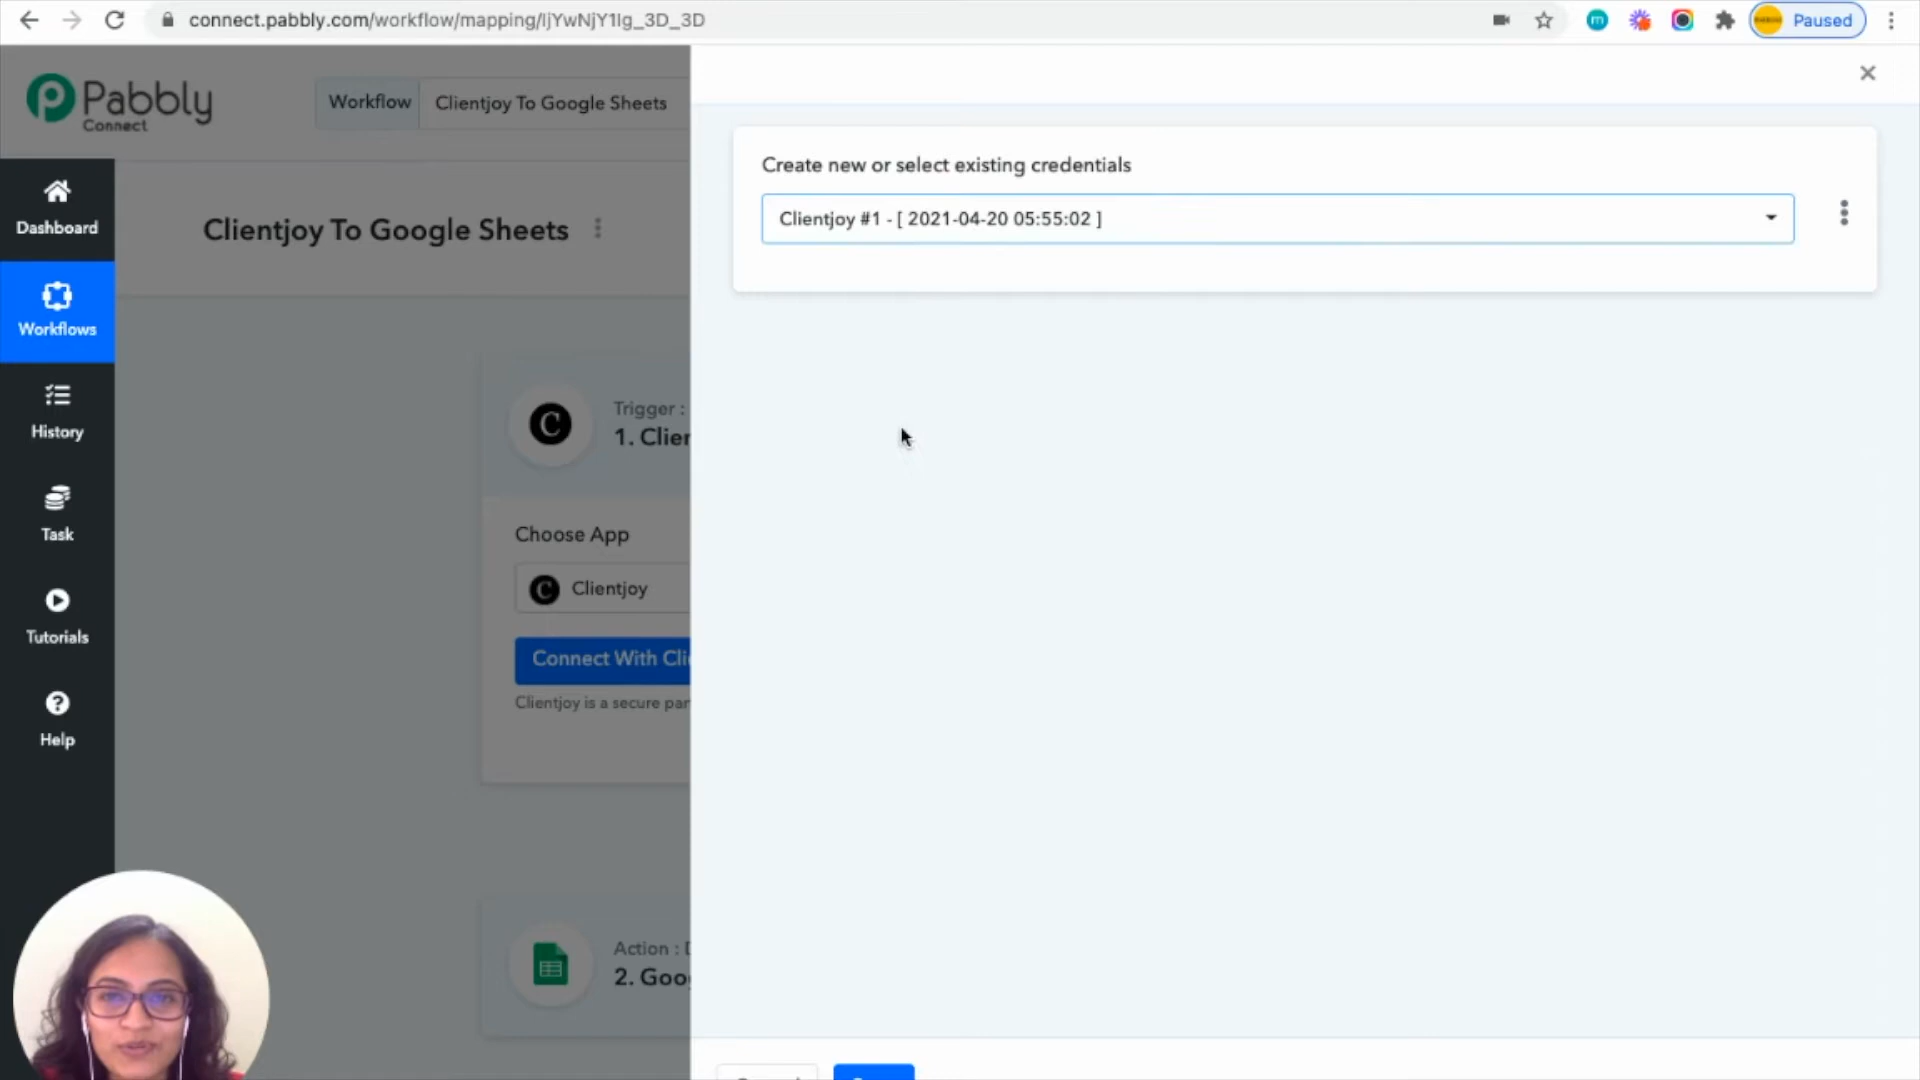 connect.pabbly.com/workflow/mapping/IjYwNjY1Ig_3D_3D
m
Paused
Pabbly
Connect
Workflow
Clientjoy To Google Sheets
Create new or select existing credentials
Clientjoy #1 - [ 2021-04-20 05:55:02 ]
Dashboard
Clientjoy To Google Sheets
Workflows
History
Trigger :
C
1. Clien
Choose App
Task
C
Clientjoy
Tutorials
Connect With Clie
Clientjoy is a secure par
Help
Action :
2. Goo